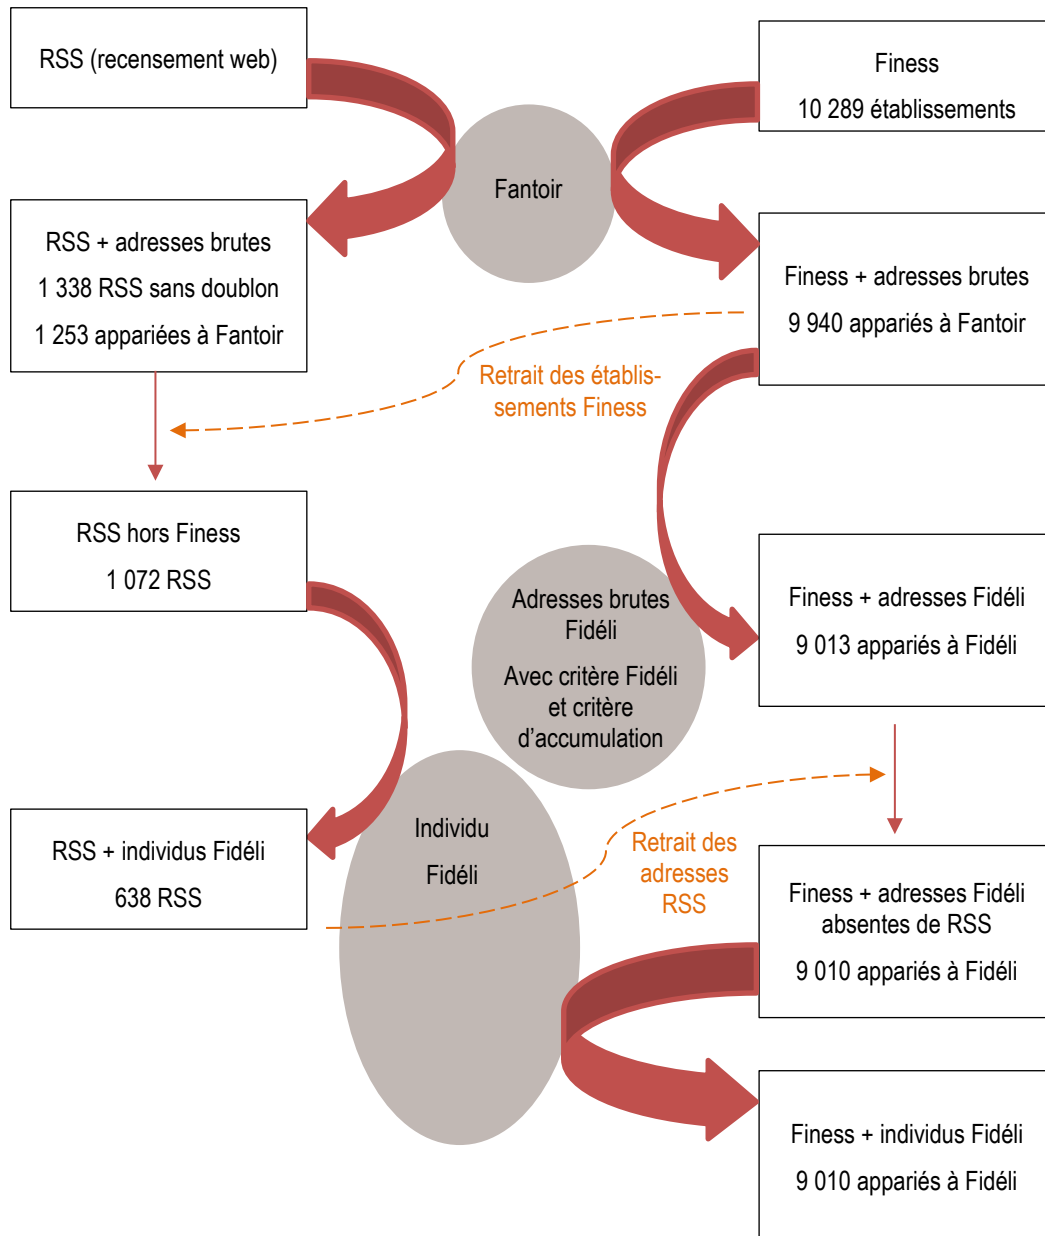 RSS (recensement web)
Finess
10 289 établissements
Fantoir
RSS + adresses brutes
1 338 RSS sans doublon
1 253 appariées à Fantoir
Finess + adresses brutes
9 940 appariés à Fantoir
Retrait des établis-
sements Finess
RSS hors Finess
1 072 RSS
Adresses brutes
Fidéli
Avec critère Fidéli
et critère
d’accumulation
Finess + adresses Fidéli
9 013 appariés à Fidéli
RSS + individus Fidéli
638 RSS
Individu
Fidéli
Retrait des
adresses
RSS
Finess + adresses Fidéli
absentes de RSS
9 010 appariés à Fidéli
Finess + individus Fidéli
9 010 appariés à Fidéli